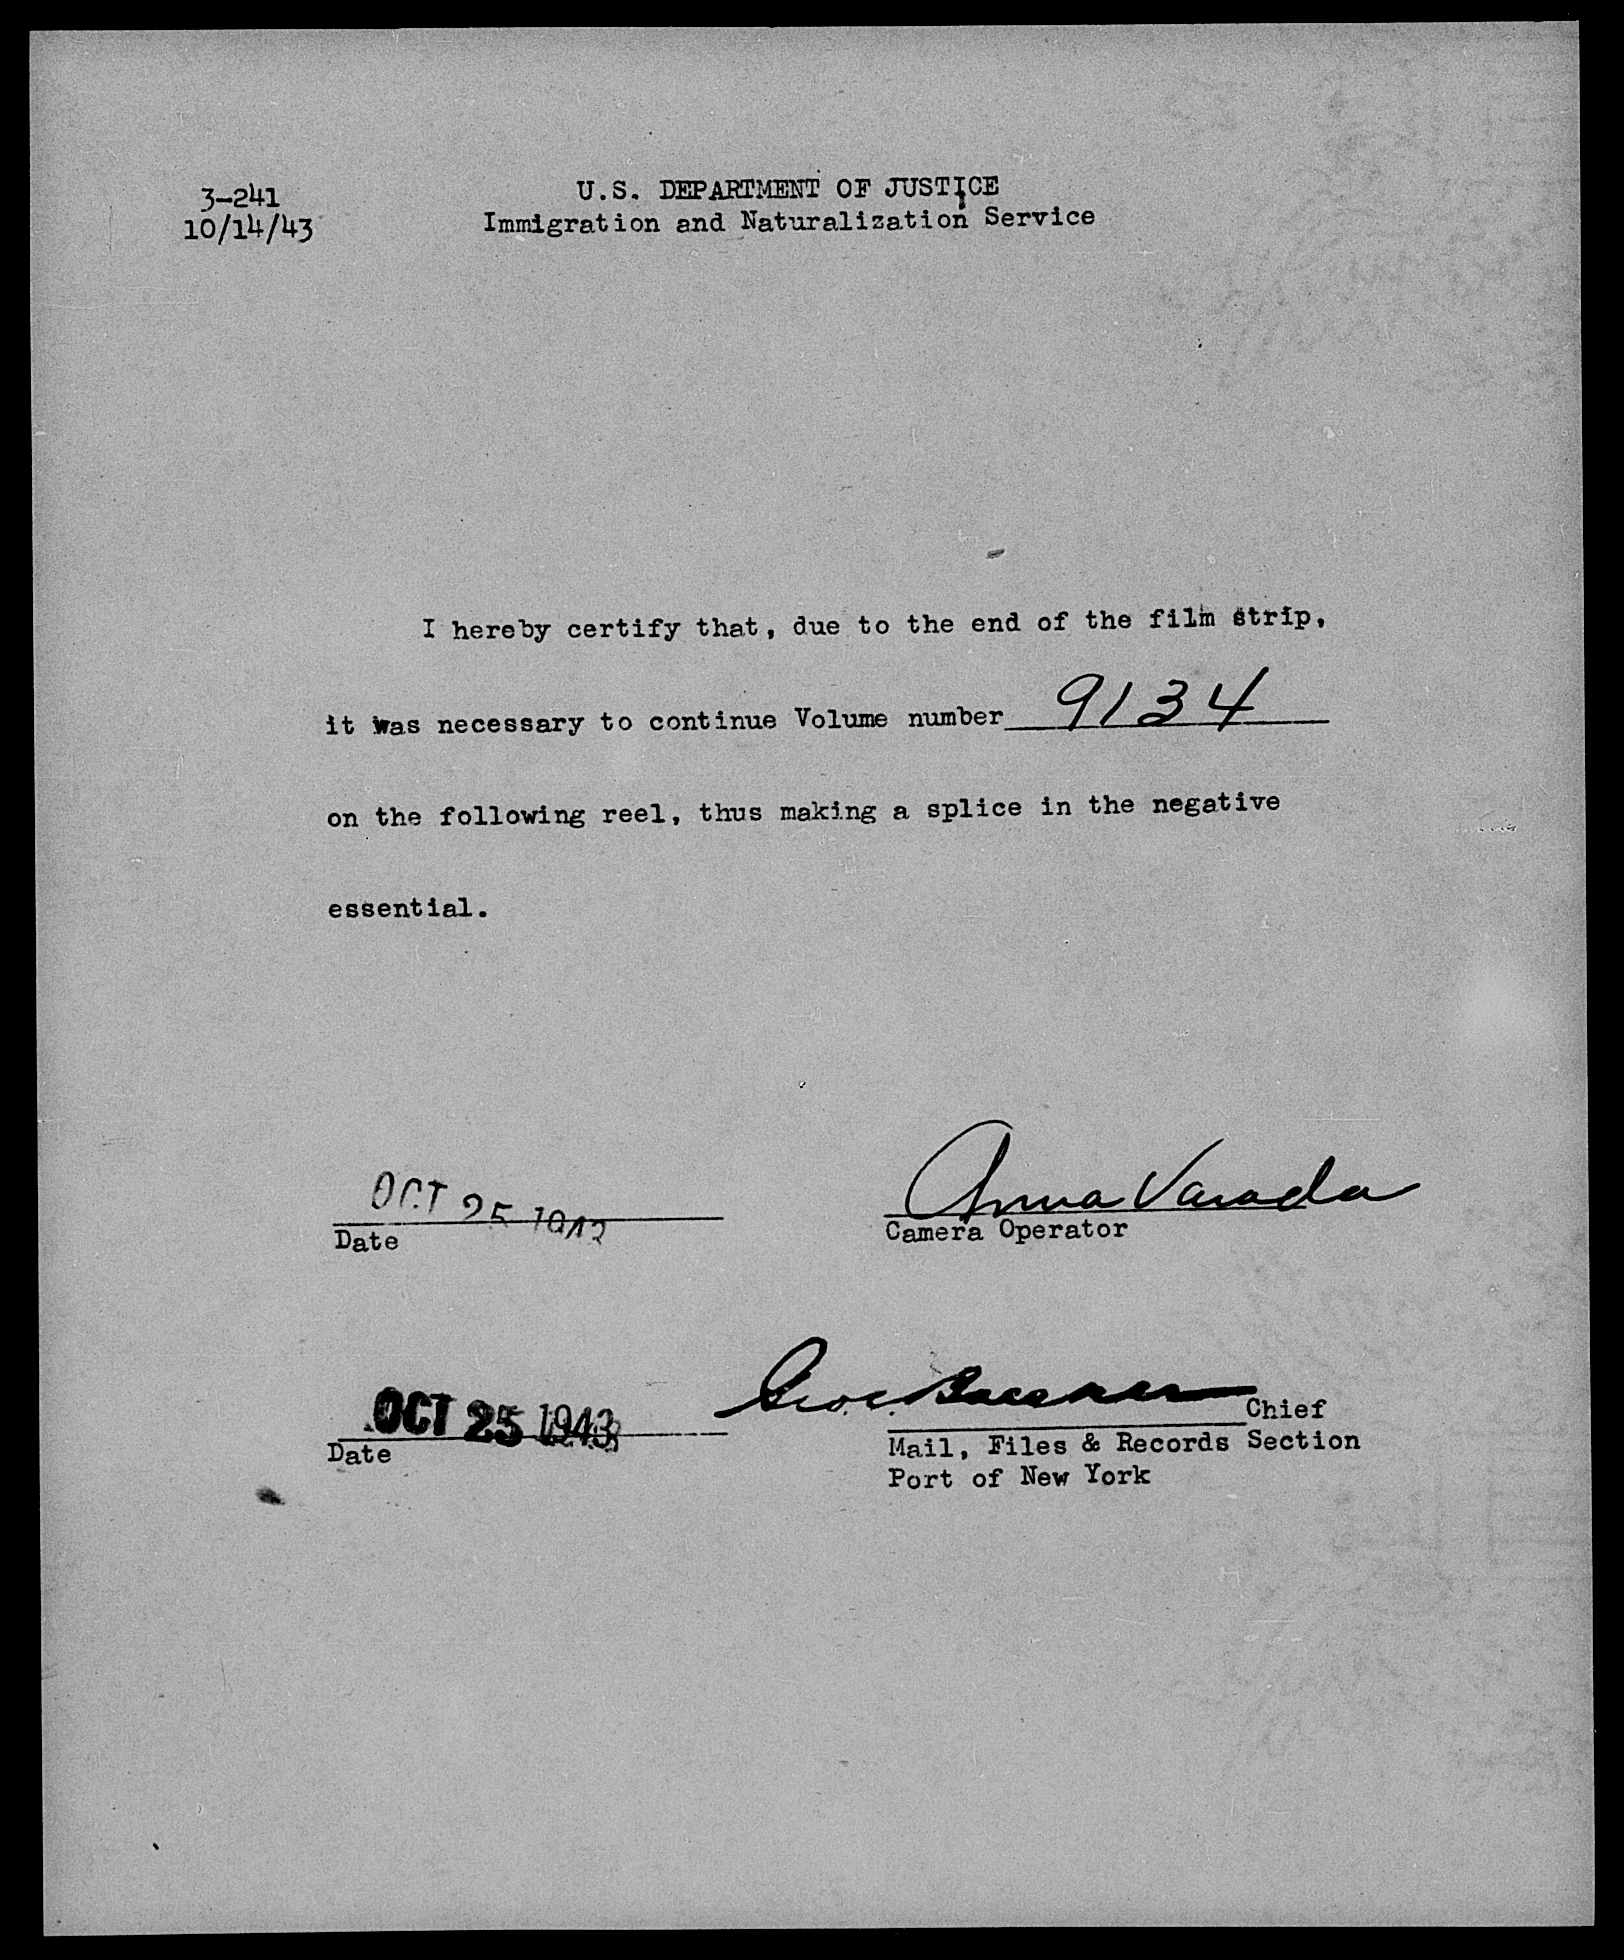 3-241
10/14/43
U.S. DEPARTMENT OF JUSTICE
Immigration and Naturalization Service
I hereby certify that, due to the end of the film strip,
it was necessary to continue Volume number 9134
on the following reel, thus making a splice in the negative
essential.
OCT 25 1943
Date
Anna Varada
Camera Operator
OCT 25 1943
Date
Geo. Chief
Mail, Files & Records Section
Port of New York